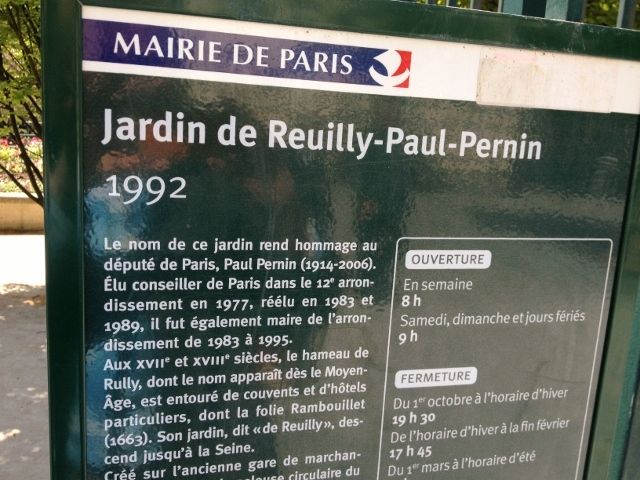 MAIRIE DE PARIS
Jardin de Reuilly-Paul-Pernin
1992
Le nom de ce jardin rend hommage au
député de Paris, Paul Pernin (1914-2006).
Élu conseiller de Paris dans le 12e arron-
dissement en 1977, réélu en 1983 et
1989, il fut également maire de l'arron-
dissement de 1983 à 1995.
Aux XVIIe et XVIIIe siècles, le hameau de
Rully, dont le nom apparaît dès le Moyen-
Âge, est entouré de couvents et d'hôtels
particuliers, dont la folie Rambouillet
(1663). Son jardin, dit «de Reuilly», des-
cend jusqu'à la Seine.
Créé sur l'ancienne gare de marchan-
pelouse circulaire du
OUVERTURE
En semaine
8 h
Samedi, dimanche et jours fériés
9 h
FERMETURE
Du 1er octobre à l'horaire d'hiver
19 h 30
De l'horaire d'hiver à la fin février
17 h 45
Du 1er mars à l'horaire d'été